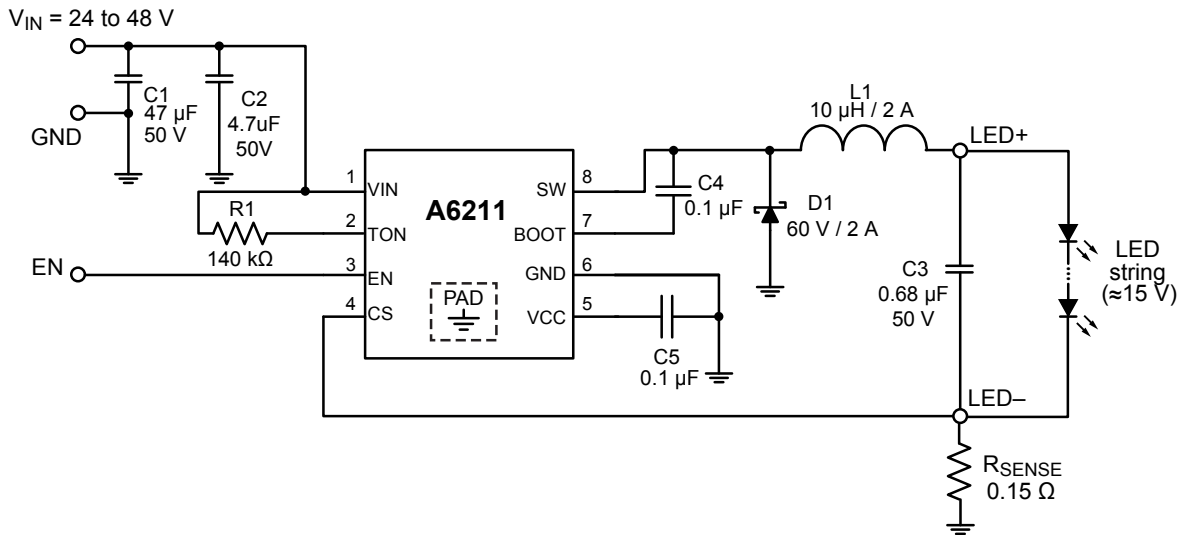 VIN = 24 to 48 V
GND
C1
47 µF
50 V
C2
4.7uF
50V
R1
140 kΩ
EN
1
VIN
2
TON
3
EN
4
CS
A6211
PAD
SW
8
BOOT
7
GND
6
VCC
5
C4
0.1 µF
C5
0.1 µF
D1
60 V / 2 A
L1
10 µH / 2 A
LED+
C3
0.68 µF
50 V
LED
string
(≈15 V)
LED–
RSENSE
0.15 Ω